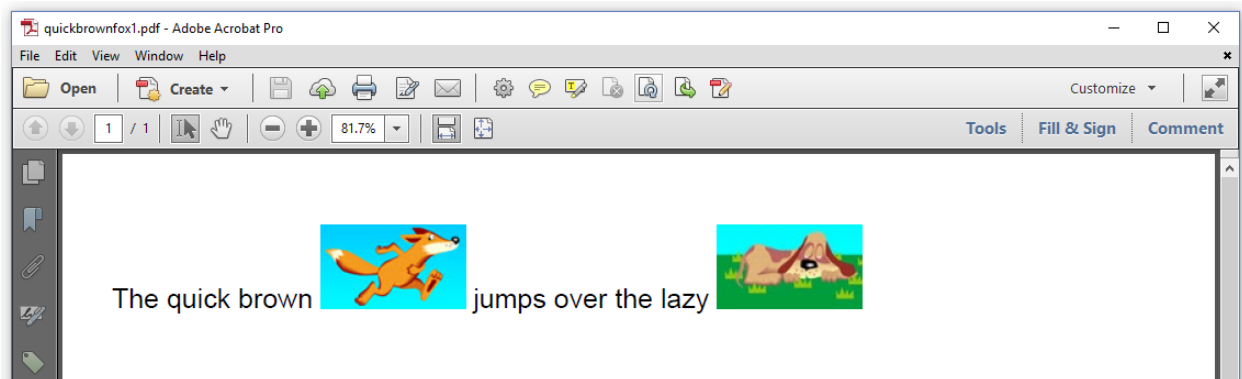 quickbrownfox1.pdf - Adobe Acrobat Pro
File Edit View Window Help
Open Create Customize
1 / 1 81.7% Tools Fill & Sign Comment
The quick brown jumps over the lazy